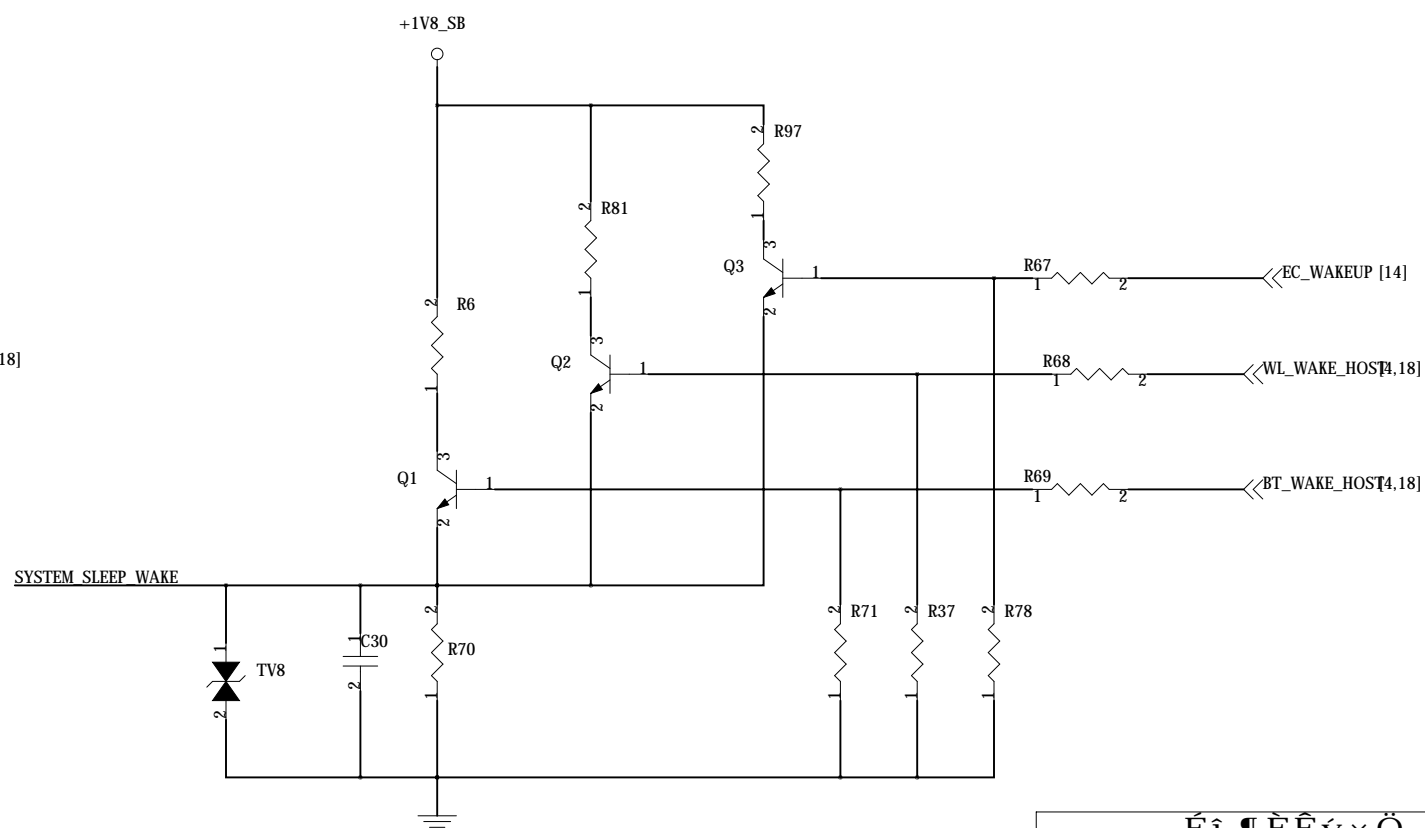 +1V8_SB
2 R97
2 R81
1
3
Q3 1 R67 1 2 EC_WAKEUP [14]
2
1
2 R6
3
Q2 1 R68 1 2 WL_WAKE_HOST[4,18]
18]
2
1
3
Q1 1 R69 1 2 BT_WAKE_HOST[4,18]
2
SYSTEM_SLEEP_WAKE
1 TV8 2
1 C30 2
2 R70 1
2 R71 1
2 R37 1
2 R78 1